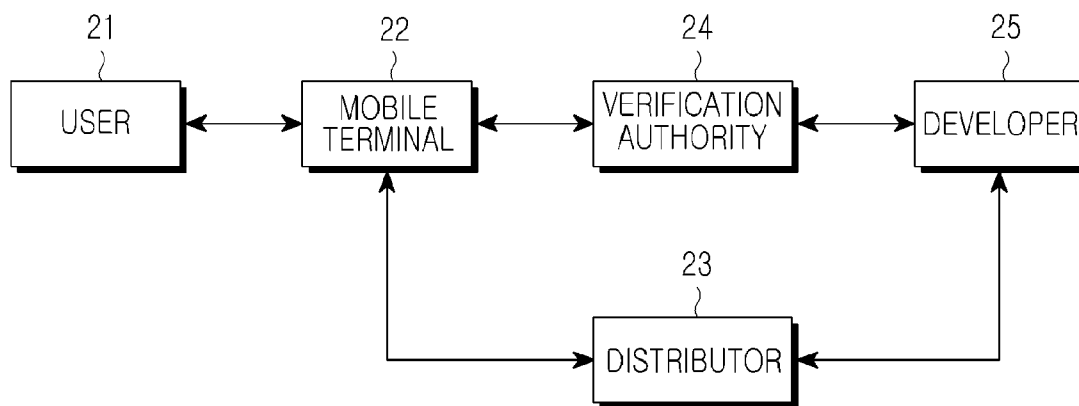 21
22
24
25
USER
MOBILE
TERMINAL
VERIFICATION
AUTHORITY
DEVELOPER
23
DISTRIBUTOR